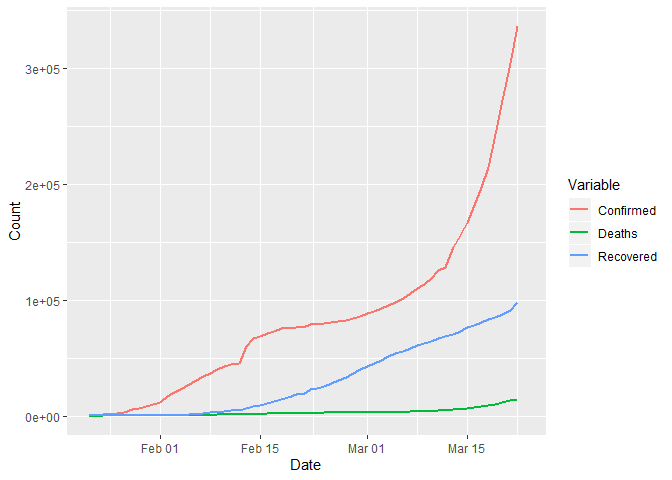 3e+05
2e+05
1e+05
0e+00
Count
Feb 01
Feb 15
Mar 01
Mar 15
Date
Variable
Confirmed
Deaths
Recovered